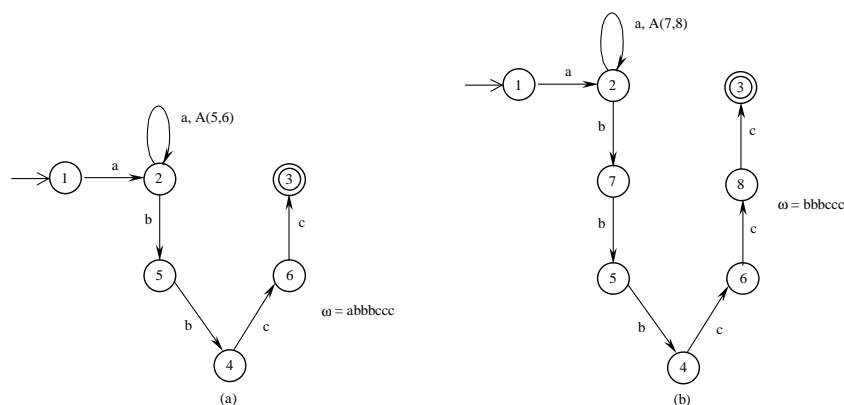 a, A(5,6)
1
a
2
3
b
c
5
6
b
c
4
ω = abbbccc
(a)
a, A(7,8)
1
a
2
3
b
c
7
8
b
c
ω = bbbccc
5
6
b
c
4
(b)